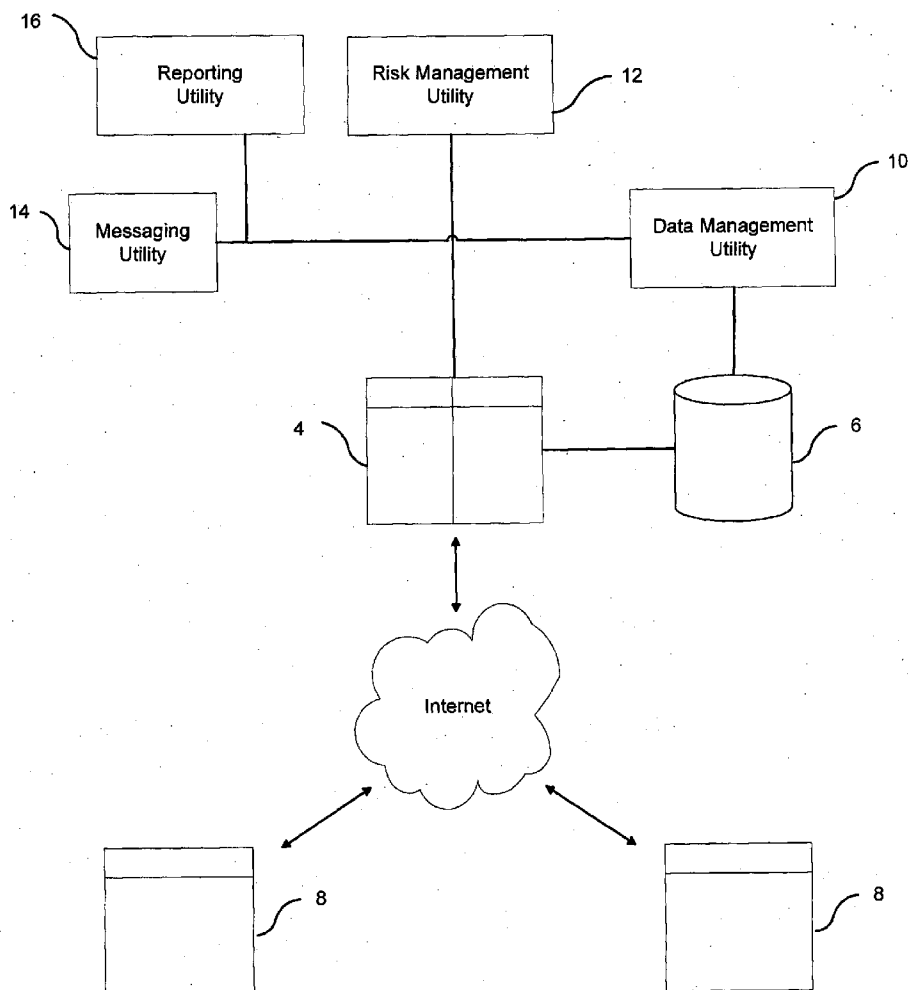 16
Reporting
Utility
Risk Management
Utility
12
10
14
Messaging
Utility
Data Management
Utility
4
6
Internet
8
8